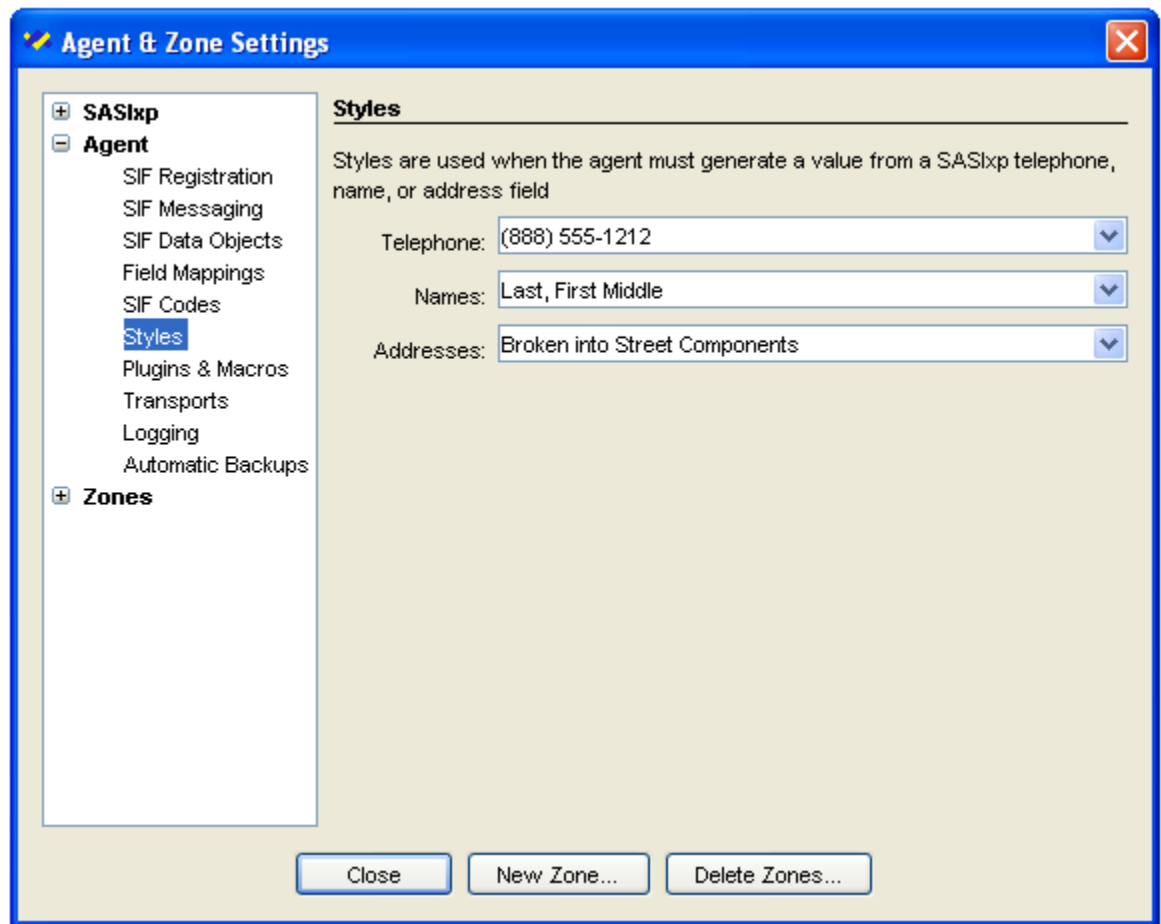 Agent & Zone Settings
SASIxp
Agent
SIF Registration
SIF Messaging
SIF Data Objects
Field Mappings
SIF Codes
Styles
Plugins & Macros
Transports
Logging
Automatic Backups
Zones
Styles
Styles are used when the agent must generate a value from a SASIxp telephone,
name, or address field
Telephone: (888) 555-1212
Names: Last, First Middle
Addresses: Broken into Street Components
Close New Zone... Delete Zones...